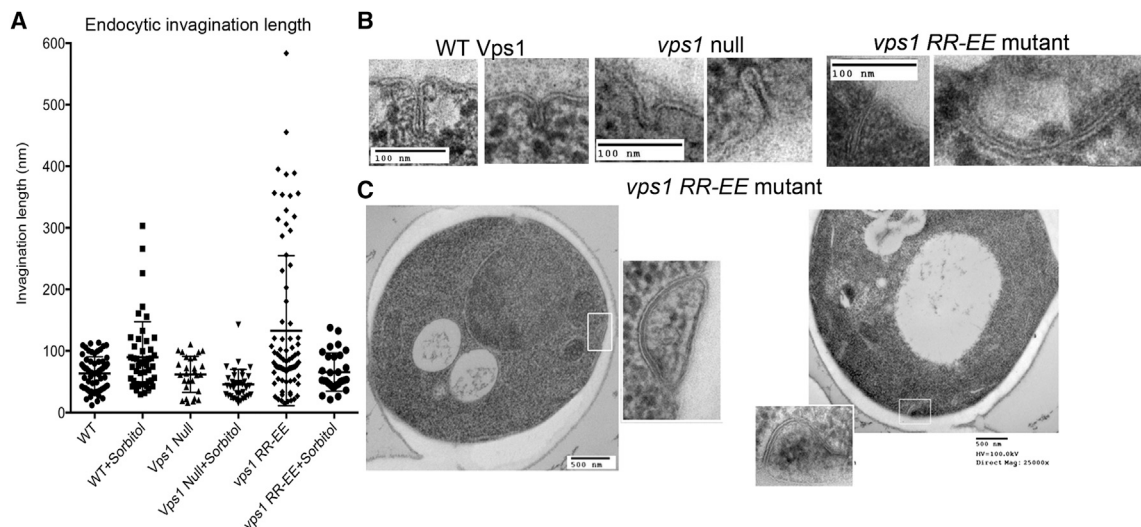 A
Endocytic invagination length
Invagination length (nm)
600
500
400
300
200
100
0
WT
WT+Sorbitol
Vps1 Null
Vps1 Null+Sorbitol
vps1 RR-EE
vps1 RR-EE+Sorbitol
B
WT Vps1
vps1 null
vps1 RR-EE mutant
100 nm
100 nm
100 nm
C
vps1 RR-EE mutant
500 nm
500 nm
HV=100.0kV
Direct Mag: 25000x